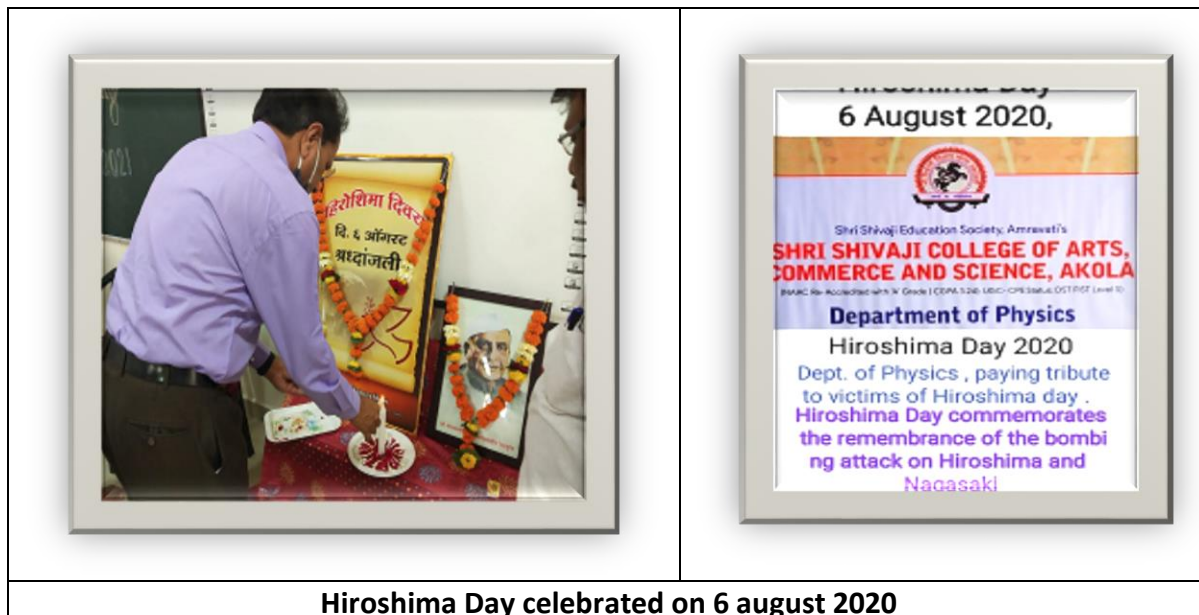 2021
हिरोशिमा दिवस
दि. ६ ऑगस्ट
श्रध्दांजली
Hiroshima Day
6 August 2020,
Shri Shivaji Education Society, Amravati's
SHRI SHIVAJI COLLEGE OF ARTS,
COMMERCE AND SCIENCE, AKOLA
Department of Physics
Hiroshima Day 2020
Dept. of Physics , paying tribute
to victims of Hiroshima day .
Hiroshima Day commemorates
the remembrance of the bombi
ng attack on Hiroshima and
Nagasaki
Hiroshima Day celebrated on 6 august 2020